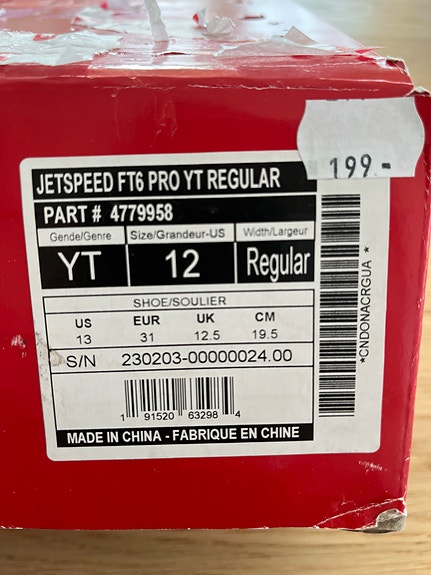 199.-
JETSPEED FT6 PRO YT REGULAR
PART # 4779958
Gende/Genre Size/Grandeur-US Width/Largeur
YT 12 Regular
SHOE/SOULIER
US EUR UK CM
13 31 12.5 19.5
S/N 230203-00000024.00
1 91520 63298 4
MADE IN CHINA - FABRIQUE EN CHINE
*CNDONACRGUA *